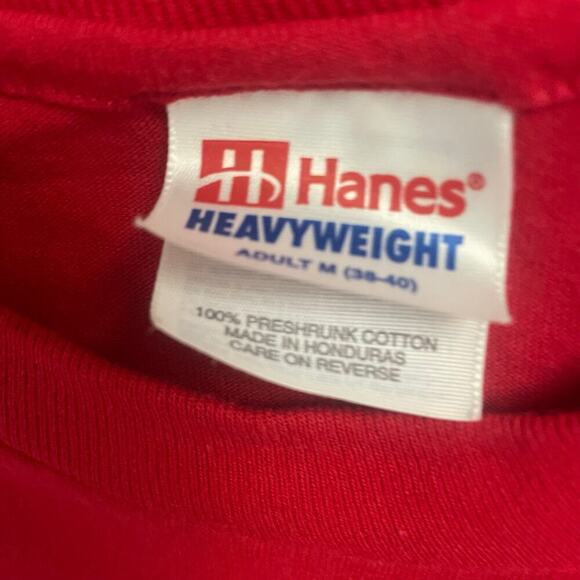 H Hanes®
HEAVYWEIGHT
ADULT M (38-40)
100% PRESHRUNK COTTON
MADE IN HONDURAS
CARE ON REVERSE